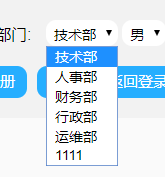 部门: 技术部 男
技术部
人事部
财务部
行政部
运维部
1111
册 返回登录